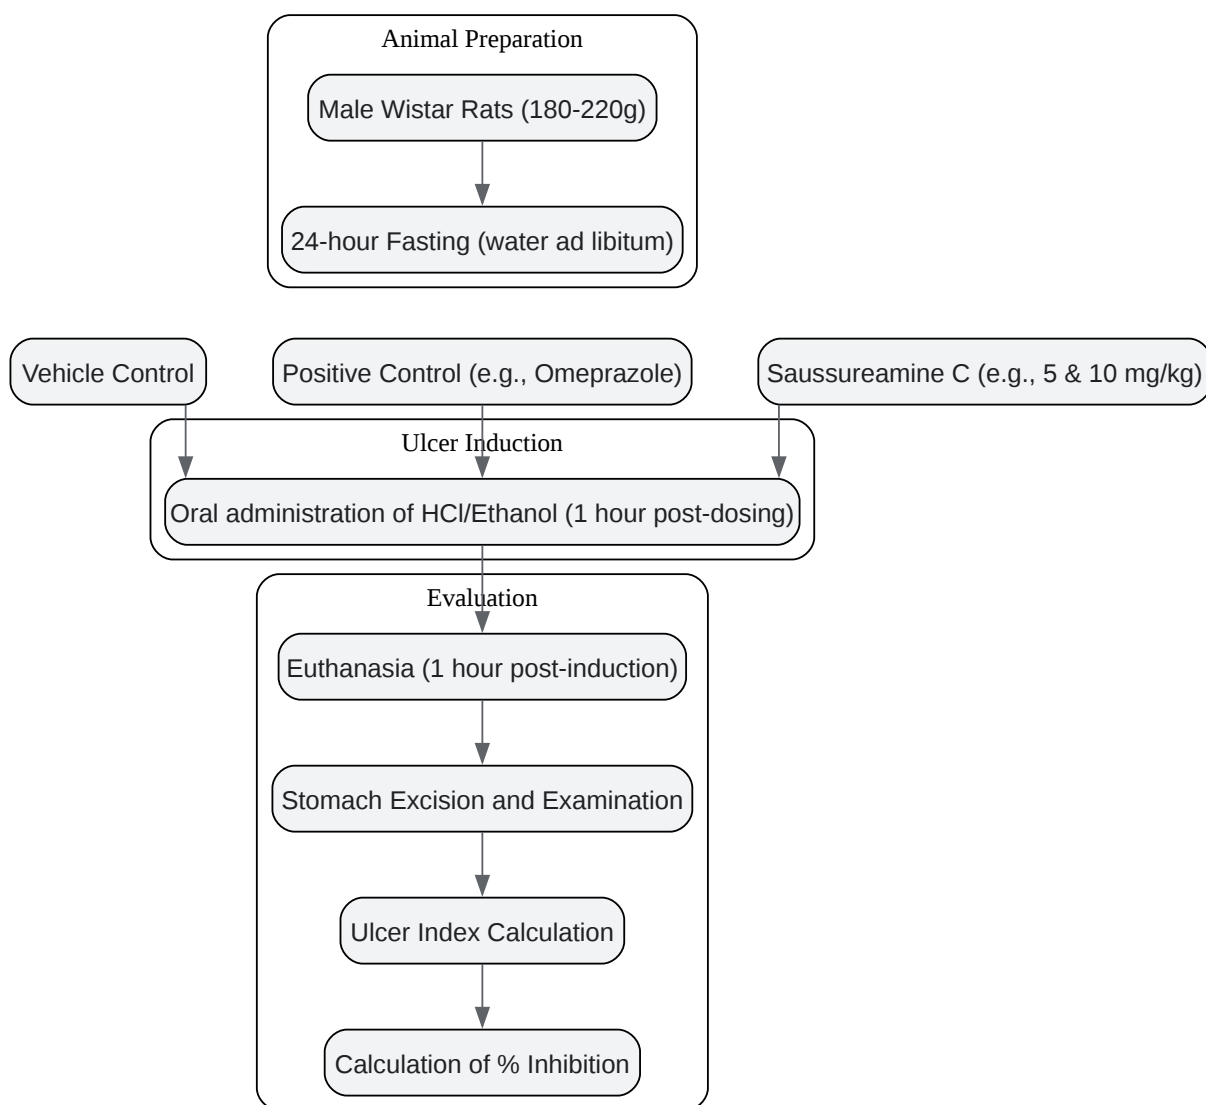 Animal Preparation
Male Wistar Rats (180-220g)
24-hour Fasting (water ad libitum)
Vehicle Control
Positive Control (e.g., Omeprazole)
Saussureamine C (e.g., 5 & 10 mg/kg)
Ulcer Induction
Oral administration of HCl/Ethanol (1 hour post-dosing)
Evaluation
Euthanasia (1 hour post-induction)
Stomach Excision and Examination
Ulcer Index Calculation
Calculation of % Inhibition